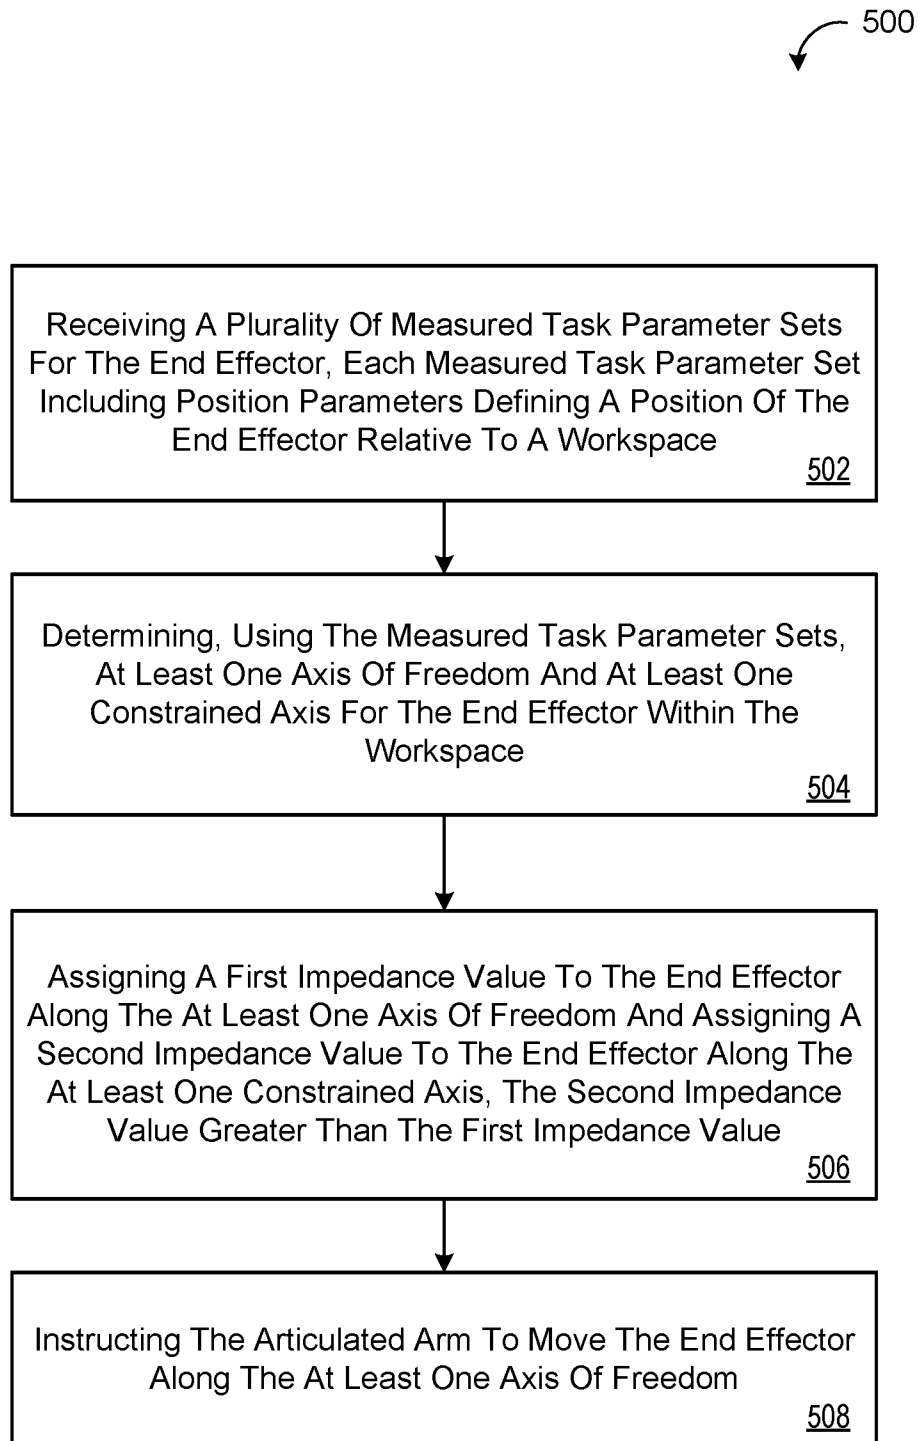 500
Receiving A Plurality Of Measured Task Parameter Sets
For The End Effector, Each Measured Task Parameter Set
Including Position Parameters Defining A Position Of The
End Effector Relative To A Workspace
502
Determining, Using The Measured Task Parameter Sets,
At Least One Axis Of Freedom And At Least One
Constrained Axis For The End Effector Within The
Workspace
504
Assigning A First Impedance Value To The End Effector
Along The At Least One Axis Of Freedom And Assigning A
Second Impedance Value To The End Effector Along The
At Least One Constrained Axis, The Second Impedance
Value Greater Than The First Impedance Value
506
Instructing The Articulated Arm To Move The End Effector
Along The At Least One Axis Of Freedom
508